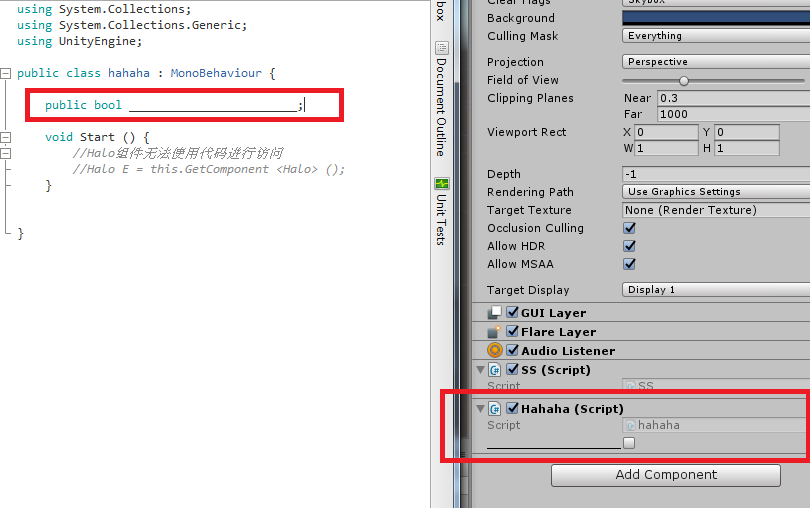 using System.Collections;
using System.Collections.Generic;
using UnityEngine;
public class hahaha : MonoBehaviour {
public bool ________________________;
void Start () {
//Halo组件无法使用代码进行访问
//Halo E = this.GetComponent <Halo> ();
}
}
box
Document Outline
Unit Tests
Clear Flags Skybox
Background
Culling Mask Everything
Projection Perspective
Field of View
Clipping Planes Near 0.3
Far 1000
Viewport Rect X 0 Y 0
W 1 H 1
Depth -1
Rendering Path Use Graphics Settings
Target Texture None (Render Texture)
Occlusion Culling
Allow HDR
Allow MSAA
Target Display Display 1
GUI Layer
Flare Layer
Audio Listener
SS (Script)
Script SS
Hahaha (Script)
Script hahaha
________________________
Add Component